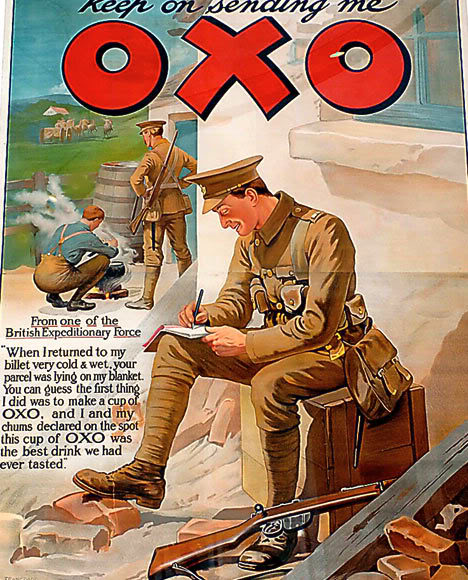 Keep on sending me
OXO
From one of the
British Expeditionary Force
"When I returned to my
billet very cold & wet, your
parcel was lying on my blanket.
You can guess the first thing
I did was to make a cup of
OXO, and I and my
chums declared on the spot
this cup of OXO was
the best drink we had
ever tasted."